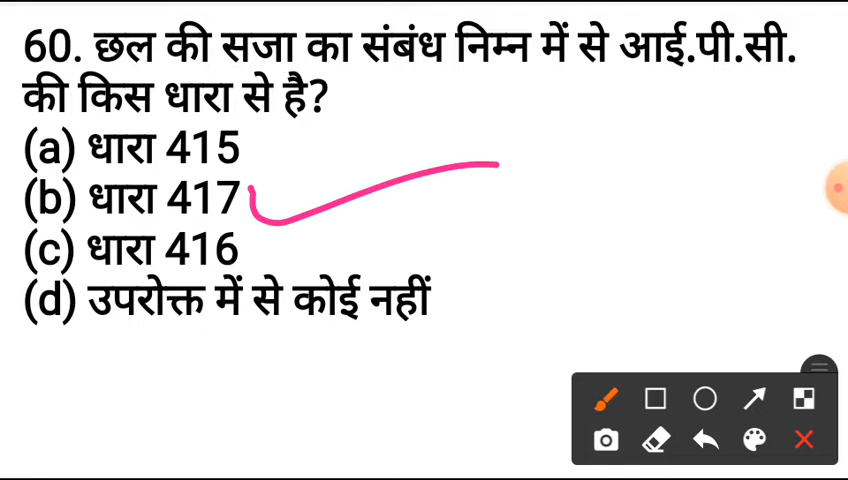 60. छल की सजा का संबंध निम्न में से आई.पी.सी.
की किस धारा से है?
(a) धारा 415
(b) धारा 417
(c) धारा 416
(d) उपरोक्त में से कोई नहीं